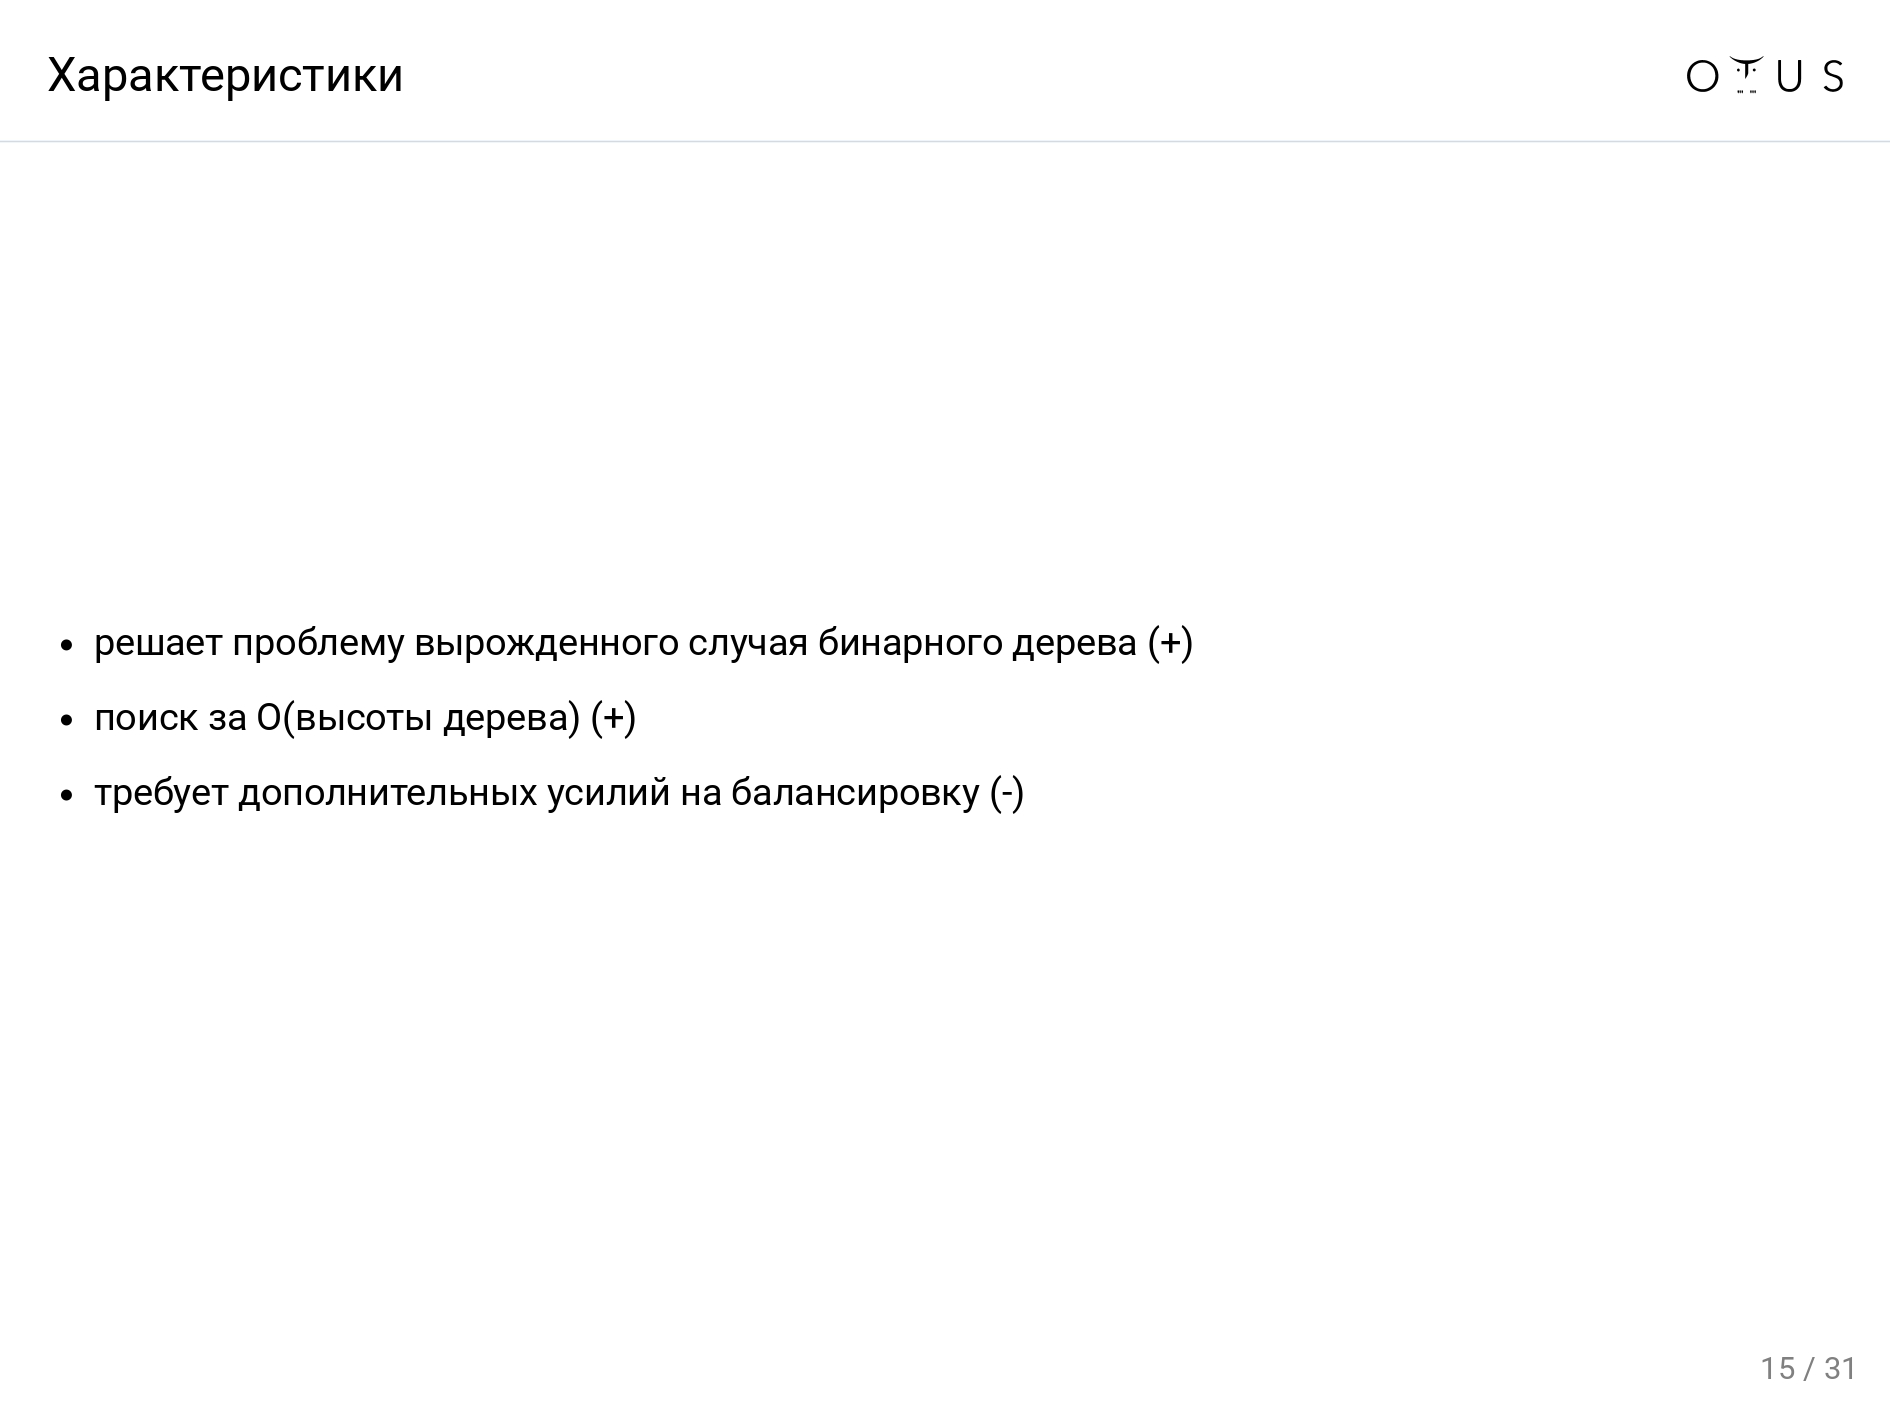 Характеристики
OTUS
• решает проблему вырожденного случая бинарного дерева (+)
• поиск за О(высоты дерева) (+)
• требует дополнительных усилий на балансировку (-)
15 / 31